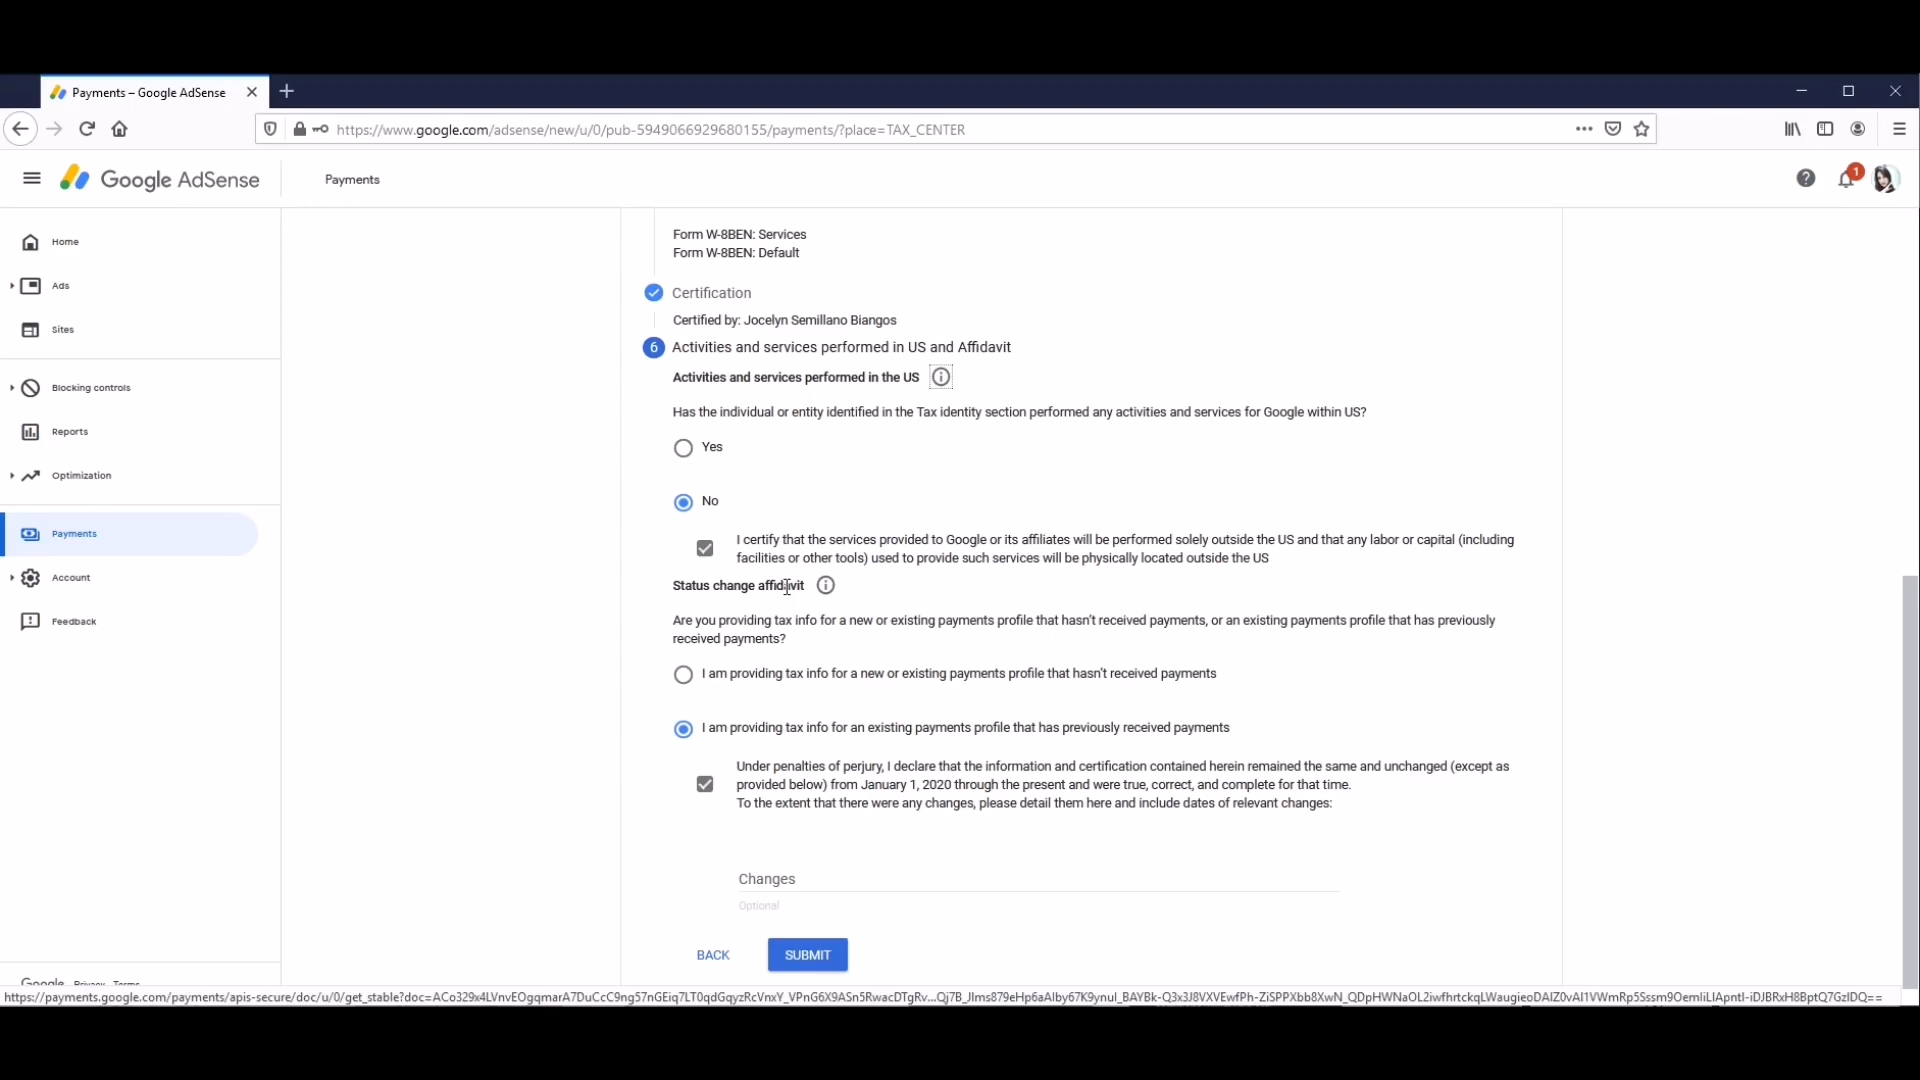 Payments – Google AdSense
https://www.google.com/adsense/new/u/0/pub-5949066929680155/payments/?place=TAX_CENTER
Google AdSense
Payments
1
Home
Ads
Sites
Blocking controls
Reports
Optimization
Payments
Account
Feedback
Form W-8BEN: Services
Form W-8BEN: Default
Certification
Certified by: Jocelyn Semillano Biangos
6 Activities and services performed in US and Affidavit
Activities and services performed in the US
Has the individual or entity identified in the Tax identity section performed any activities and services for Google within US?
Yes
No
I certify that the services provided to Google or its affiliates will be performed solely outside the US and that any labor or capital (including
facilities or other tools) used to provide such services will be physically located outside the US
Status change affidavit
Are you providing tax info for a new or existing payments profile that hasn't received payments, or an existing payments profile that has previously
received payments?
I am providing tax info for a new or existing payments profile that hasn't received payments
I am providing tax info for an existing payments profile that has previously received payments
Under penalties of perjury, I declare that the information and certification contained herein remained the same and unchanged (except as
provided below) from January 1, 2020 through the present and were true, correct, and complete for that time.
To the extent that there were any changes, please detail them here and include dates of relevant changes:
Changes
Optional
BACK
SUBMIT
Google Privacy Terms